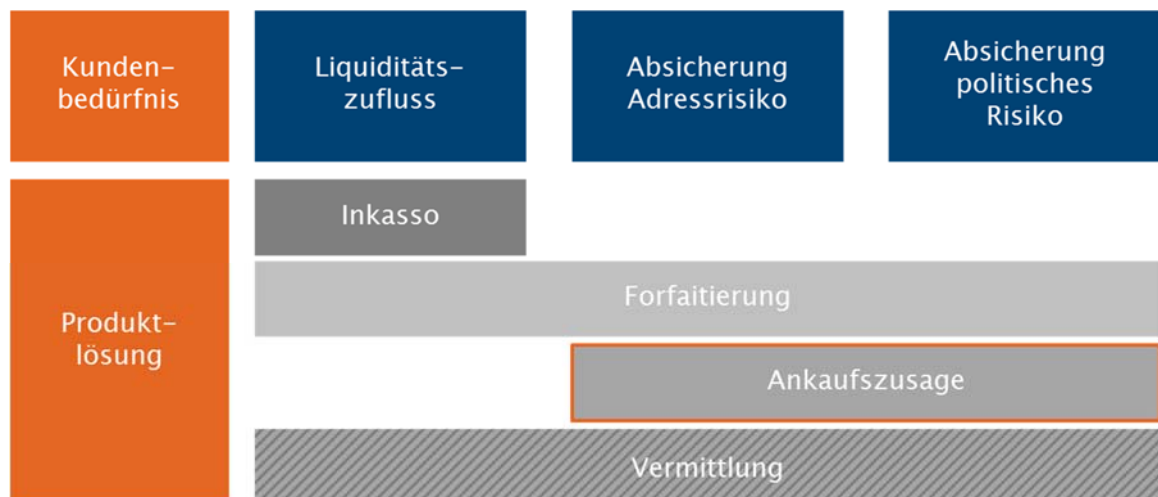 Kunden-
bedürfnis
Liquiditäts-
zufluss
Absicherung
Adressrisiko
Absicherung
politisches
Risiko
Produkt-
lösung
Inkasso
Forfaitierung
Ankaufszusage
Vermittlung